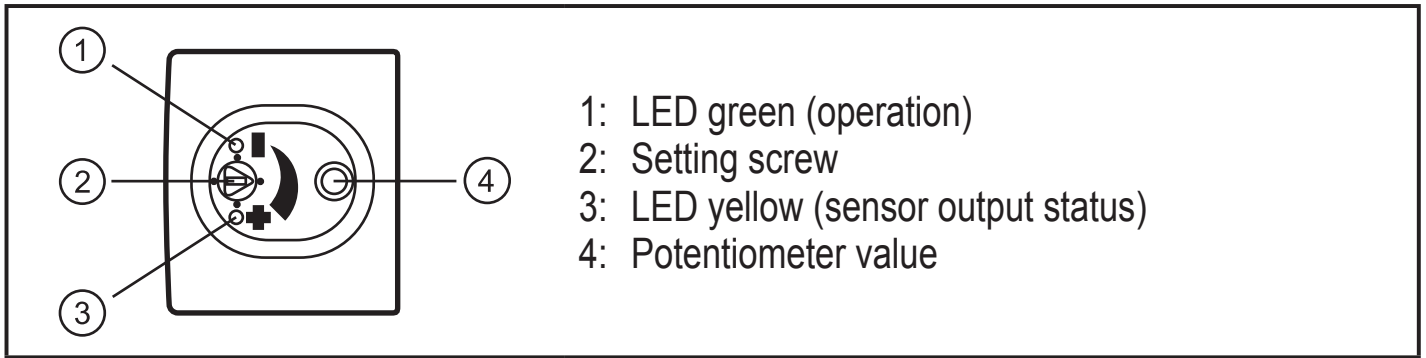 1
2
3
4
1: LED green (operation)
2: Setting screw
3: LED yellow (sensor output status)
4: Potentiometer value